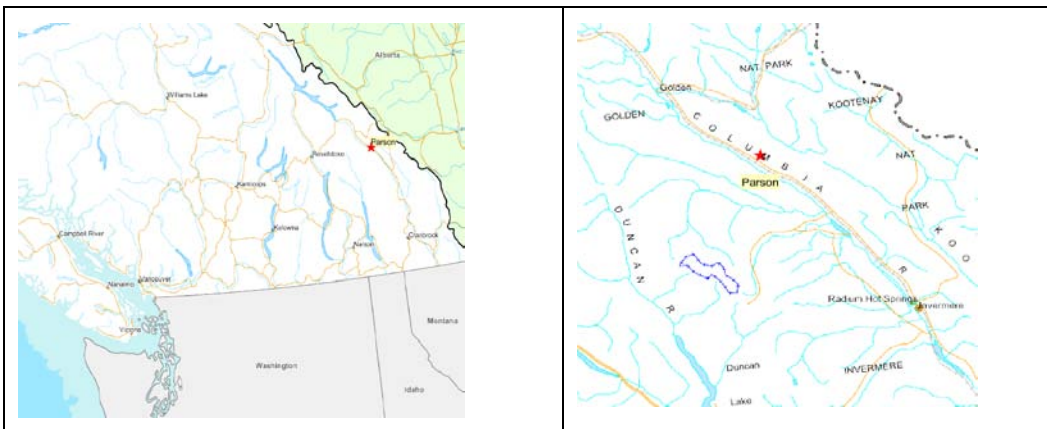 Alberta
Williams Lake
Parson
Revelstoke
Kamloops
Campbell River
Kelowna
Nelson
Cranbrook
Vancouver
Nanaimo
Victoria
Washington
Montana
Idaho
NAT. PARK
Golden
KOOTENAY
GOLDEN
COLUMBIA
NAT
Parson
PARK
DUNCAN
KOO
R
R
Radium Hot Springs
Invermere
Duncan
INVERMERE
Lake